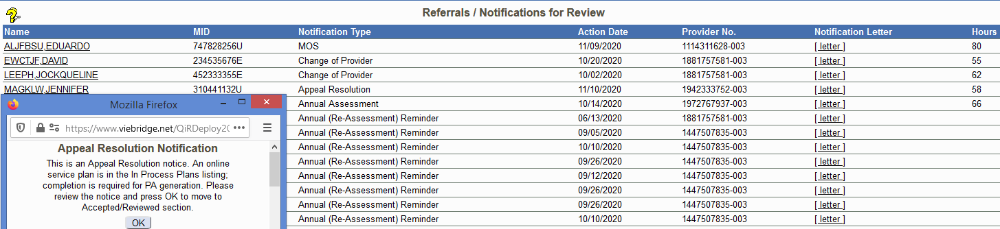 Referrals / Notifications for Review
Name MID Notification Type Action Date Provider No. Notification Letter Hours
ALJFBSU,EDUARDO 747828256U MOS 11/09/2020 1114311628-003 [ letter ] 80
EWCTJF,DAVID 234535676E Change of Provider 10/20/2020 1881757581-003 [ letter ] 55
LEEPH,JOCKQUELINE 452333355E Change of Provider 10/02/2020 1881757581-003 [ letter ] 62
MAGKLW,JENNIFER 310441132U Appeal Resolution 11/10/2020 1942333752-003 [ letter ] 58
Annual Assessment 10/14/2020 1972767937-003 [ letter ] 66
Annual (Re-Assessment) Reminder 06/13/2020 1881757581-003 [ letter ]
Annual (Re-Assessment) Reminder 09/05/2020 1447507835-003 [ letter ]
Annual (Re-Assessment) Reminder 10/10/2020 1447507835-003 [ letter ]
Annual (Re-Assessment) Reminder 09/26/2020 1447507835-003 [ letter ]
Annual (Re-Assessment) Reminder 09/12/2020 1447507835-003 [ letter ]
Annual (Re-Assessment) Reminder 09/26/2020 1447507835-003 [ letter ]
Annual (Re-Assessment) Reminder 09/26/2020 1447507835-003 [ letter ]
Annual (Re-Assessment) Reminder 10/10/2020 1447507835-003 [ letter ]
Mozilla Firefox
https://www.viebridge.net/QiRDeploy20
Appeal Resolution Notification
This is an Appeal Resolution notice. An online
service plan is in the In Process Plans listing;
completion is required for PA generation. Please
review the notice and press OK to move to
Accepted/Reviewed section.
OK